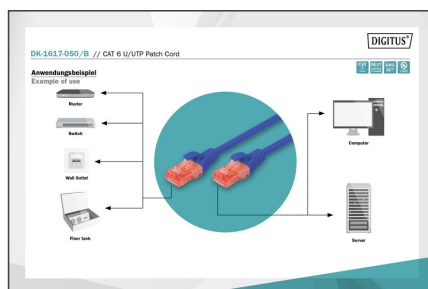 DIGITUS®
DK-1617-050/B // CAT 6 U/UTP Patch Cord
CAT
Anwendungsbeispiel
Example of use
Router
Switch
Wall Outlet
Floor tank
Computer
Server